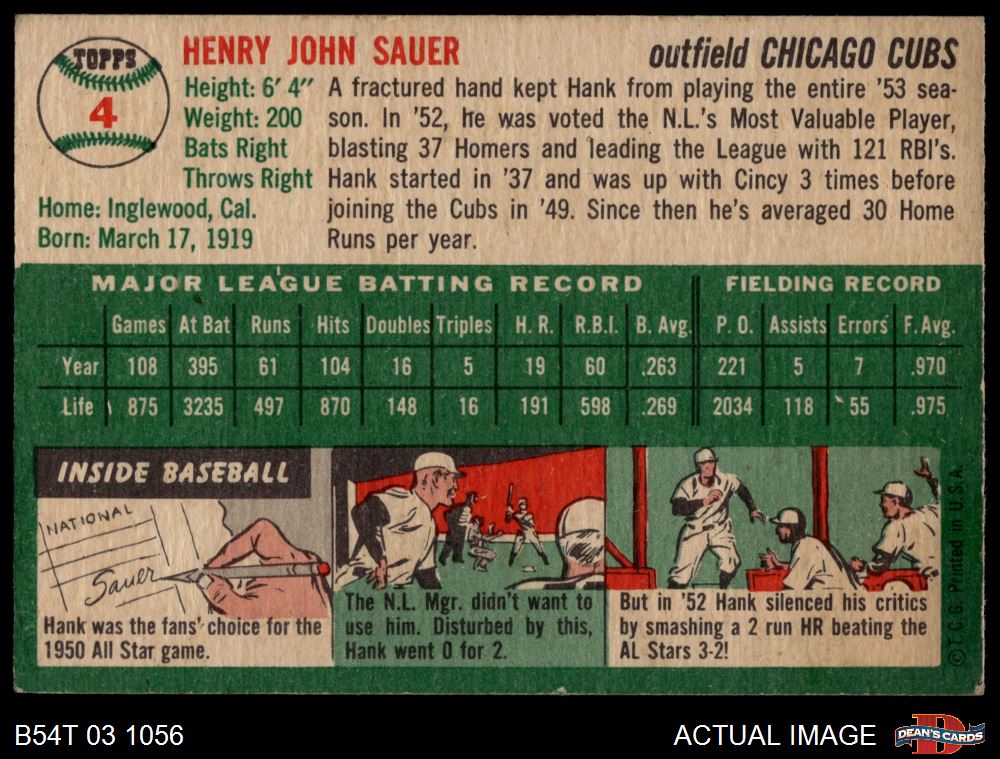 TOPPS
4
HENRY JOHN SAUER
outfield CHICAGO CUBS
Height: 6' 4"
Weight: 200
Bats Right
Throws Right
Home: Inglewood, Cal.
Born: March 17, 1919
A fractured hand kept Hank from playing the entire '53 sea-
son. In '52, he was voted the N.L.'s Most Valuable Player,
blasting 37 Homers and leading the League with 121 RBI's.
Hank started in '37 and was up with Cincy 3 times before
joining the Cubs in '49. Since then he's averaged 30 Home
Runs per year.
MAJOR LEAGUE BATTING RECORD FIELDING RECORD
Games At Bat Runs Hits Doubles Triples H. R. R.B.I. B. Avg. P. O. Assists Errors F. Avg.
Year 108 395 61 104 16 5 19 60 .263 221 5 7 .970
Life 875 3235 497 870 148 16 191 598 .269 2034 118 55 .975
INSIDE BASEBALL
NATIONAL
Sauer
Hank was the fans' choice for the
1950 All Star game.
The N.L. Mgr. didn't want to
use him. Disturbed by this,
Hank went 0 for 2.
But in '52 Hank silenced his critics
by smashing a 2 run HR beating the
AL Stars 3-2!
© T.C.G. Printed in U.S.A.
B54T 03 1056
ACTUAL IMAGE
D
DEAN'S CARDS